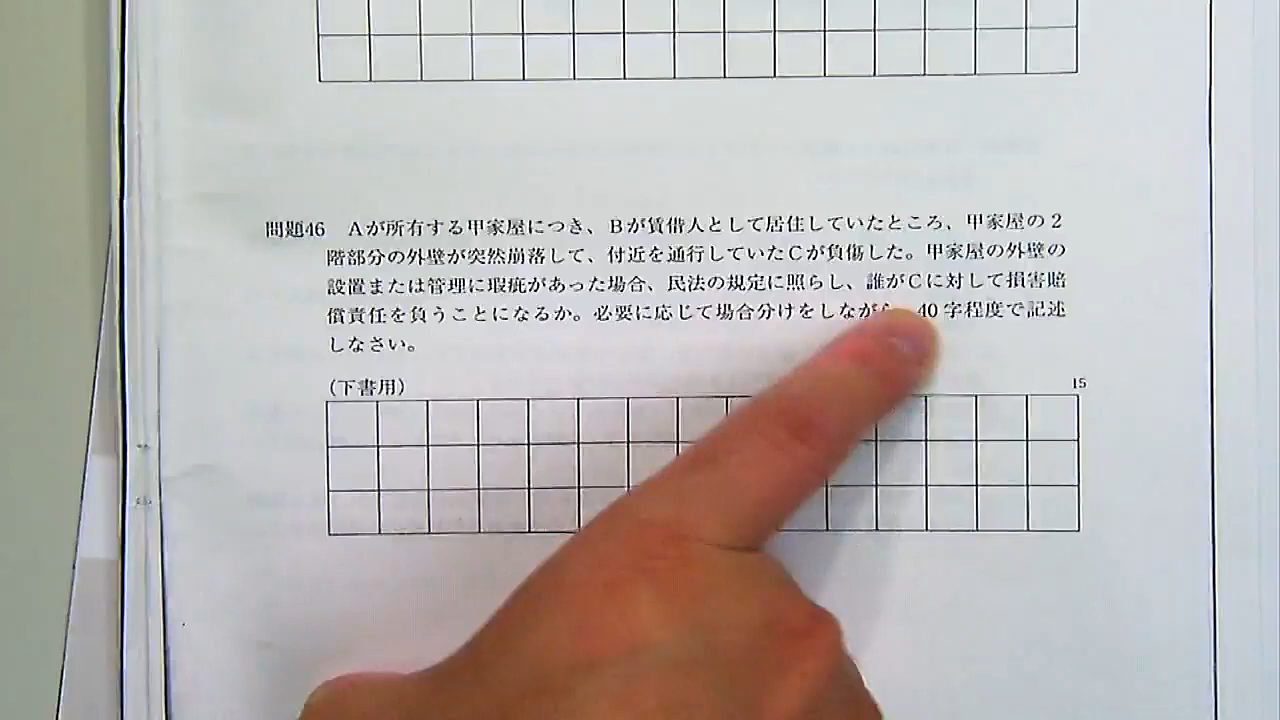 問題46 Aが所有する甲家屋につき、Bが賃借人として居住していたところ、甲家屋の2
階部分の外壁が突然崩落して、付近を通行していたCが負傷した。甲家屋の外壁の
設置または管理に瑕疵があった場合、民法の規定に照らし、誰がCに対して損害賠
償責任を負うことになるか。必要に応じて場合分けをしなが 40字程度で記述
しなさい。
(下書用)
15